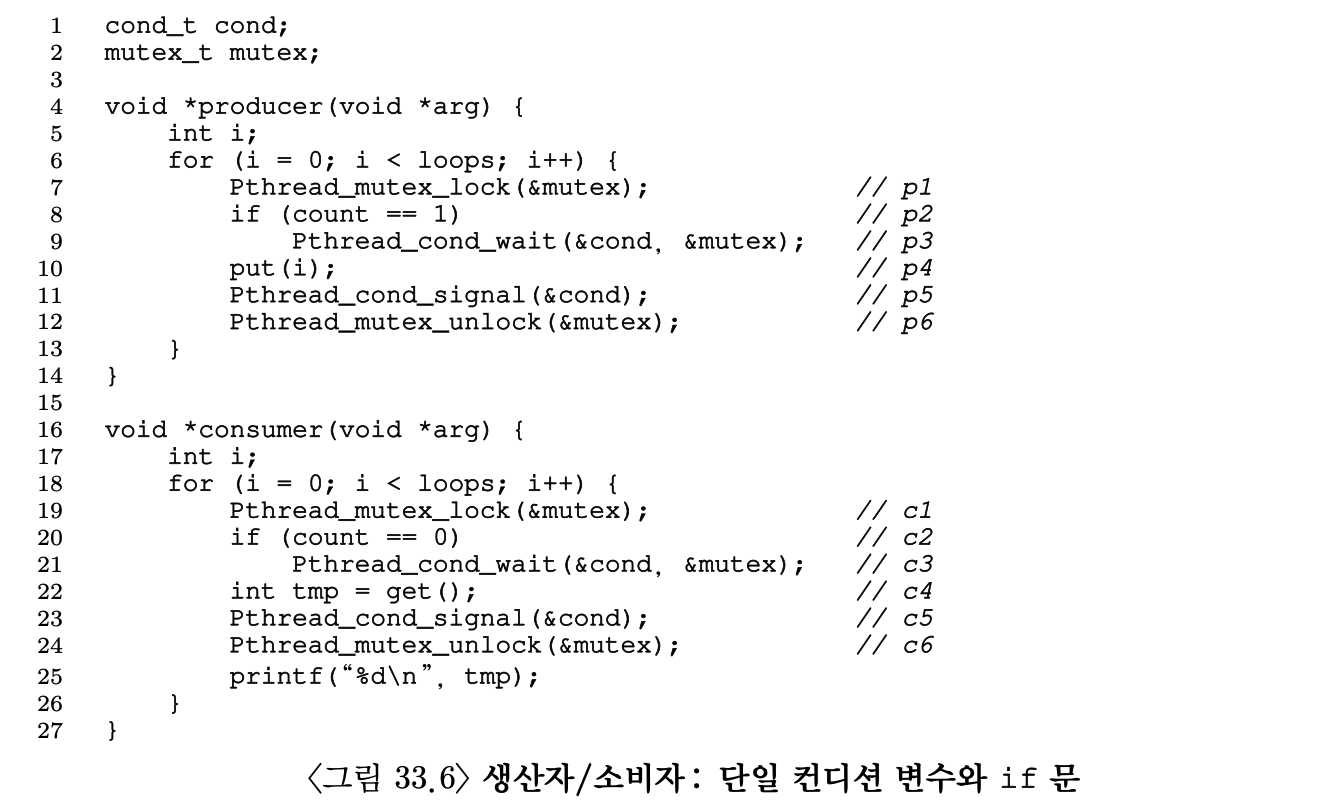 1 cond_t cond;
2 mutex_t mutex;
3
4 void *producer(void *arg) {
5     int i;
6     for (i = 0; i < loops; i++) {
7         Pthread_mutex_lock(&mutex);             // p1
8         if (count == 1)                         // p2
9             Pthread_cond_wait(&cond, &mutex);   // p3
10         put(i);                                 // p4
11         Pthread_cond_signal(&cond);             // p5
12         Pthread_mutex_unlock(&mutex);           // p6
13     }
14 }
15
16 void *consumer(void *arg) {
17     int i;
18     for (i = 0; i < loops; i++) {
19         Pthread_mutex_lock(&mutex);             // c1
20         if (count == 0)                         // c2
21             Pthread_cond_wait(&cond, &mutex);   // c3
22         int tmp = get();                        // c4
23         Pthread_cond_signal(&cond);             // c5
24         Pthread_mutex_unlock(&mutex);           // c6
25         printf(“%d\n”, tmp);
26     }
27 }
〈그림 33.6〉 생산자/소비자: 단일 컨디션 변수와 if 문